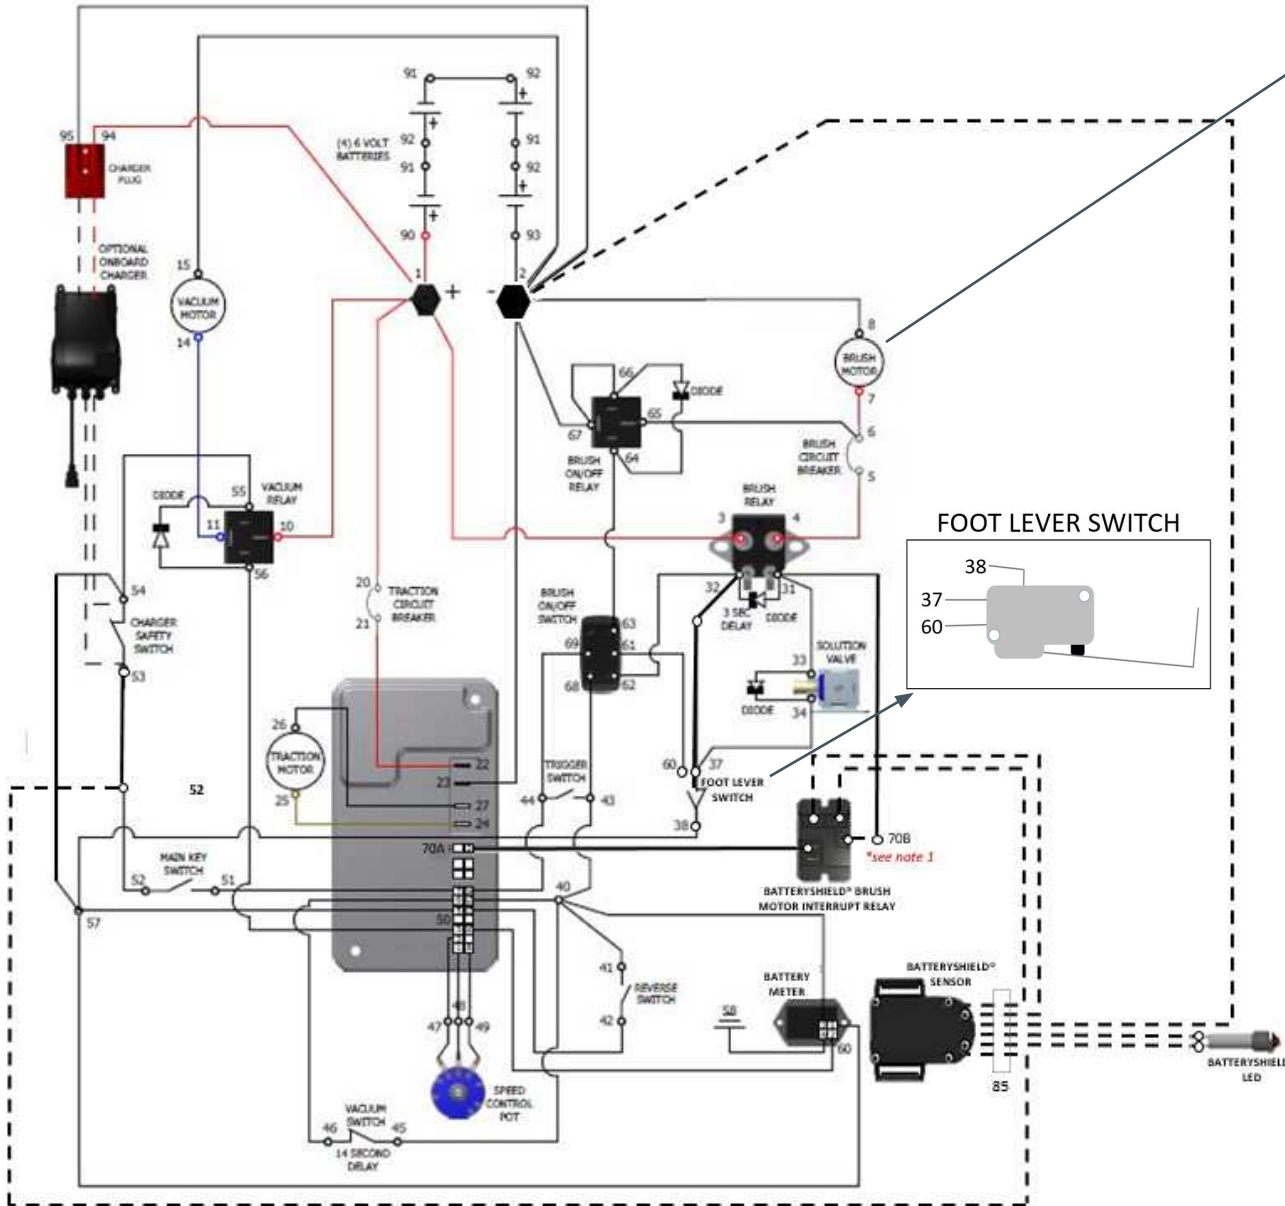 91
92
(4) 6 VOLT
BATTERIES
92
91
91
92
90
93
1
+
-
2
95
94
CHARGER
PLUG
OPTIONAL
ONBOARD
CHARGER
15
VACUUM
MOTOR
14
8
BRUSH
MOTOR
7
6
BRUSH
CIRCUIT
BREAKER
5
66
DIODE
65
67
64
BRUSH
ON/OFF
RELAY
DIODE
55
VACUUM
RELAY
11
10
56
BRUSH
RELAY
3
4
32
31
3 SEC
DELAY
DIODE
FOOT LEVER SWITCH
38
37
60
54
CHARGER
SAFETY
SWITCH
53
20
TRACTION
CIRCUIT
BREAKER
21
BRUSH
ON/OFF
SWITCH
63
69
61
68
62
SOLUTION
VALVE
33
DIODE
34
26
TRACTION
MOTOR
25
22
23
27
24
TRIGGER
SWITCH
44
43
60
37
FOOT LEVER
SWITCH
38
52
70A
70B
*see note 1
BATTERYSHIELD® BRUSH
MOTOR INTERRUPT RELAY
MAIN KEY
SWITCH
52
51
57
40
50
41
REVERSE
SWITCH
42
BATTERY
METER
58
60
BATTERYSHIELD®
SENSOR
85
BATTERYSHIELD
LED
48
47
49
SPEED
CONTROL
POT
VACUUM
SWITCH
46
45
14 SECOND
DELAY